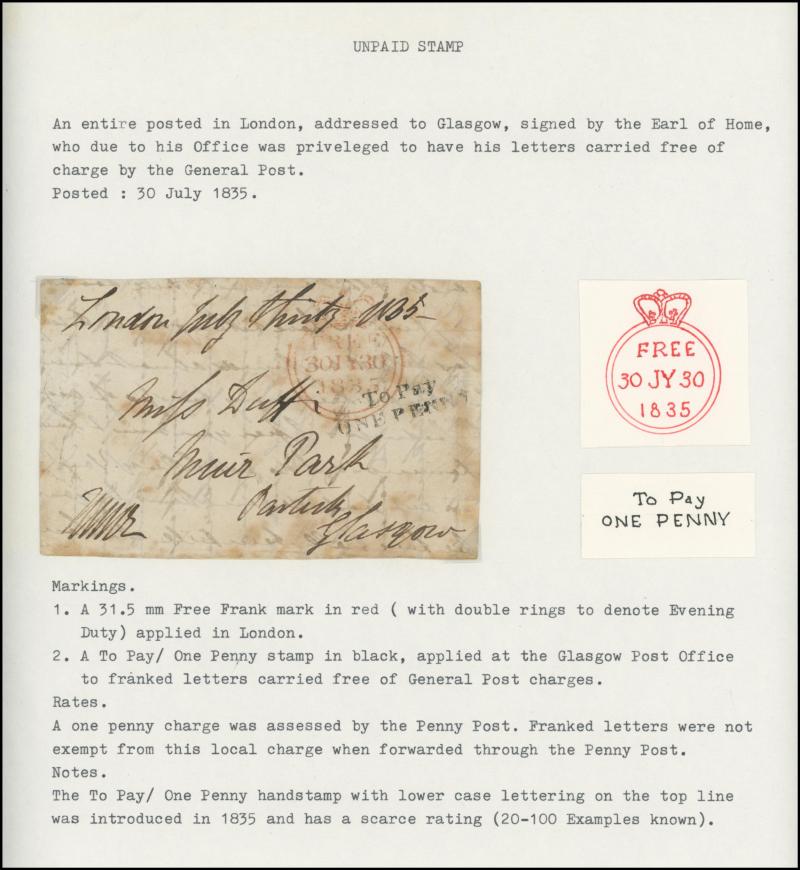 UNPAID STAMP
An entire posted in London, addressed to Glasgow, signed by the Earl of Home,
who due to his Office was priveleged to have his letters carried free of
charge by the General Post.
Posted : 30 July 1835.
London July thirty 1835
FREE
30 JY 30
1835
To Pay
ONE PENNY
Miss Duff
Muir Park
Partick
Glasgow
Home
FREE
30 JY 30
1835
To Pay
ONE PENNY
Markings.
1. A 31.5 mm Free Frank mark in red ( with double rings to denote Evening
Duty) applied in London.
2. A To Pay/ One Penny stamp in black, applied at the Glasgow Post Office
to franked letters carried free of General Post charges.
Rates.
A one penny charge was assessed by the Penny Post. Franked letters were not
exempt from this local charge when forwarded through the Penny Post.
Notes.
The To Pay/ One Penny handstamp with lower case lettering on the top line
was introduced in 1835 and has a scarce rating (20-100 Examples known).